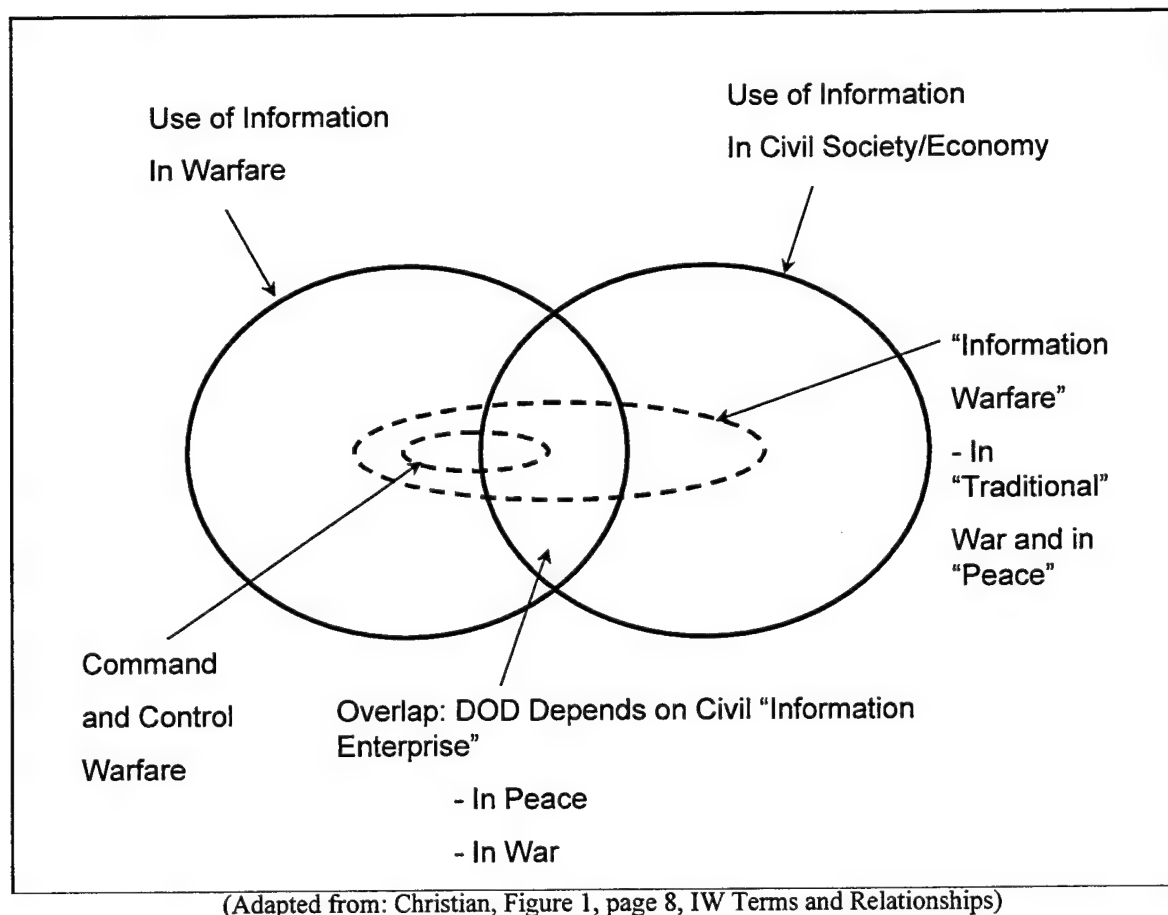 Use of Information
In Warfare
Use of Information
In Civil Society/Economy
“Information
Warfare”
- In
“Traditional”
War and in
“Peace”
Command
and Control
Warfare
Overlap: DOD Depends on Civil “Information
Enterprise”
- In Peace
- In War
(Adapted from: Christian, Figure 1, page 8, IW Terms and Relationships)